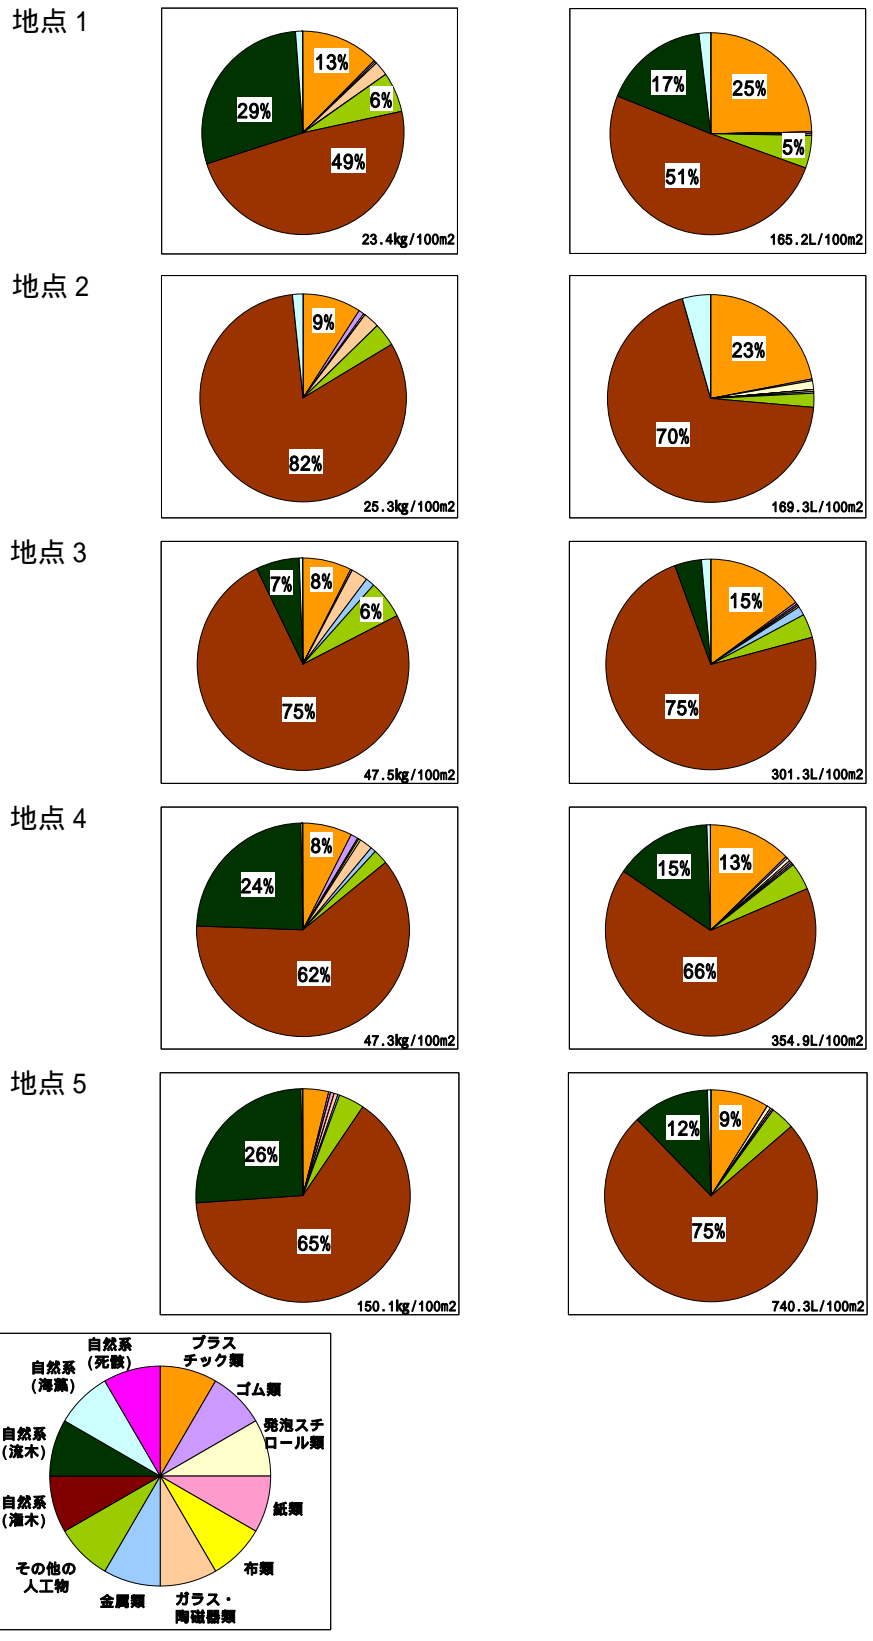 地点 1
13%
6%
29%
49%
23.4kg/100m2
25%
17%
5%
51%
165.2L/100m2
地点 2
9%
82%
25.3kg/100m2
23%
70%
169.3L/100m2
地点 3
7%
8%
6%
75%
47.5kg/100m2
15%
75%
301.3L/100m2
地点 4
8%
24%
62%
47.3kg/100m2
13%
15%
66%
354.9L/100m2
地点 5
26%
65%
150.1kg/100m2
9%
12%
75%
740.3L/100m2
自然系
(死骸)
プラス
チック類
自然系
(海藻)
ゴム類
発泡スチ
ロール類
自然系
(流木)
紙類
自然系
(潅木)
布類
その他の
人工物
金属類
ガラス・
陶磁器類